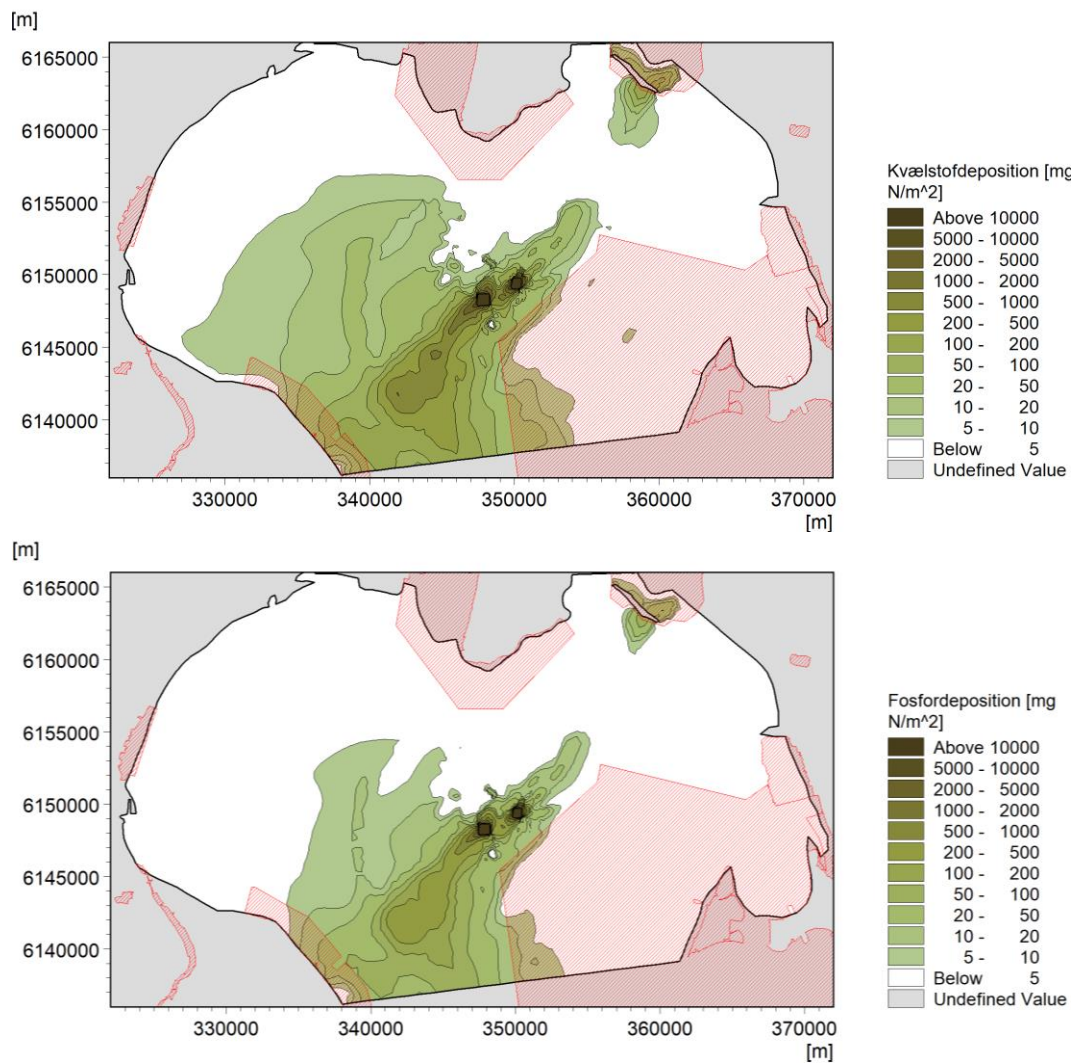 [m]
6165000
6160000
6155000
6150000
6145000
6140000
330000 340000 350000 360000 370000
[m]
Kvælstofdeposition [mg
N/m^2]
Above 10000
5000 - 10000
2000 - 5000
1000 - 2000
500 - 1000
200 - 500
100 - 200
50 - 100
20 - 50
10 - 20
5 - 10
Below 5
Undefined Value
[m]
6165000
6160000
6155000
6150000
6145000
6140000
330000 340000 350000 360000 370000
[m]
Fosfordeposition [mg
N/m^2]
Above 10000
5000 - 10000
2000 - 5000
1000 - 2000
500 - 1000
200 - 500
100 - 200
50 - 100
20 - 50
10 - 20
5 - 10
Below 5
Undefined Value